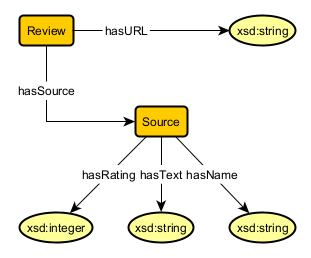 Review hasURL xsd:string
hasSource
Source
hasRating hasText hasName
xsd:integer xsd:string xsd:string